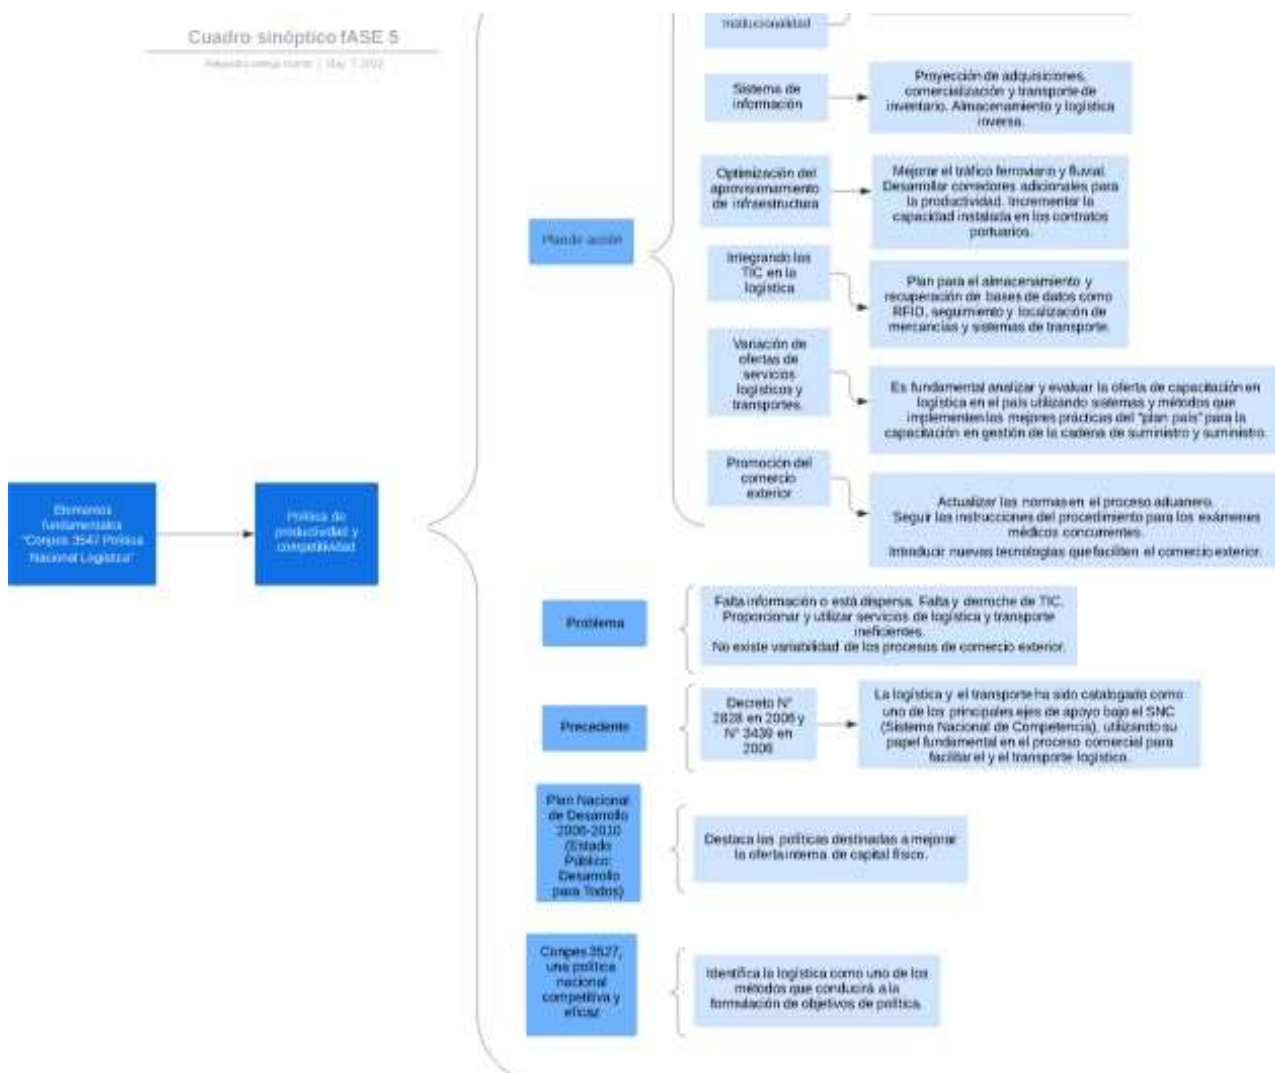 Cuadro sinóptico fASE 5
Institucionalidad
Sistema de
información
Proyección de adquisiciones,
comercialización y transporte de
inventario. Almacenamiento y logística
inversa.
Optimización del
aprovisionamiento
de infraestructura
Mejorar el tráfico ferroviario y fluvial.
Desarrollar corredores adicionales para
la productividad. Incrementar la
capacidad instalada en los contratos
portuarios.
Plan de acción
Integrando las
TIC en la
logística
Plan para el almacenamiento y
recuperación de bases de datos como
RFID, seguimiento y localización de
mercancías y sistemas de transporte.
Variación de
ofertas de
servicios
logísticos y
transportes.
Es fundamental analizar y evaluar la oferta de capacitación en
logística en el país utilizando sistemas y métodos que
implementen las mejores prácticas del "plan país" para la
capacitación en gestión de la cadena de suministro y suministro.
Promoción del
comercio
exterior
Actualizar las normas en el proceso aduanero.
Seguir las instrucciones del procedimiento para los exámenes
médicos concurrentes.
Introducir nuevas tecnologías que faciliten el comercio exterior.
Elementos
fundamentales
"Conpes 3547 Política
Nacional Logística"
Política de
productividad y
competitividad
Problema
Falta información o está dispersa. Falta y derroche de TIC.
Proporcionar y utilizar servicios de logística y transporte
ineficientes.
No existe variabilidad de los procesos de comercio exterior.
Precedente
Decreto N°
2828 en 2006 y
N° 3439 en
2006
La logística y el transporte ha sido catalogado como
uno de los principales ejes de apoyo bajo el SNC
(Sistema Nacional de Competencia), utilizando su
papel fundamental en el proceso comercial para
facilitar el y el transporte logístico.
Plan Nacional
de Desarrollo
2006-2010
(Estado
Público:
Desarrollo
para Todos)
Destaca las políticas destinadas a mejorar
la oferta interna de capital físico.
Conpes 3527,
una política
nacional
competitiva y
eficaz
Identifica la logística como uno de los
métodos que conducirá a la
formulación de objetivos de política.